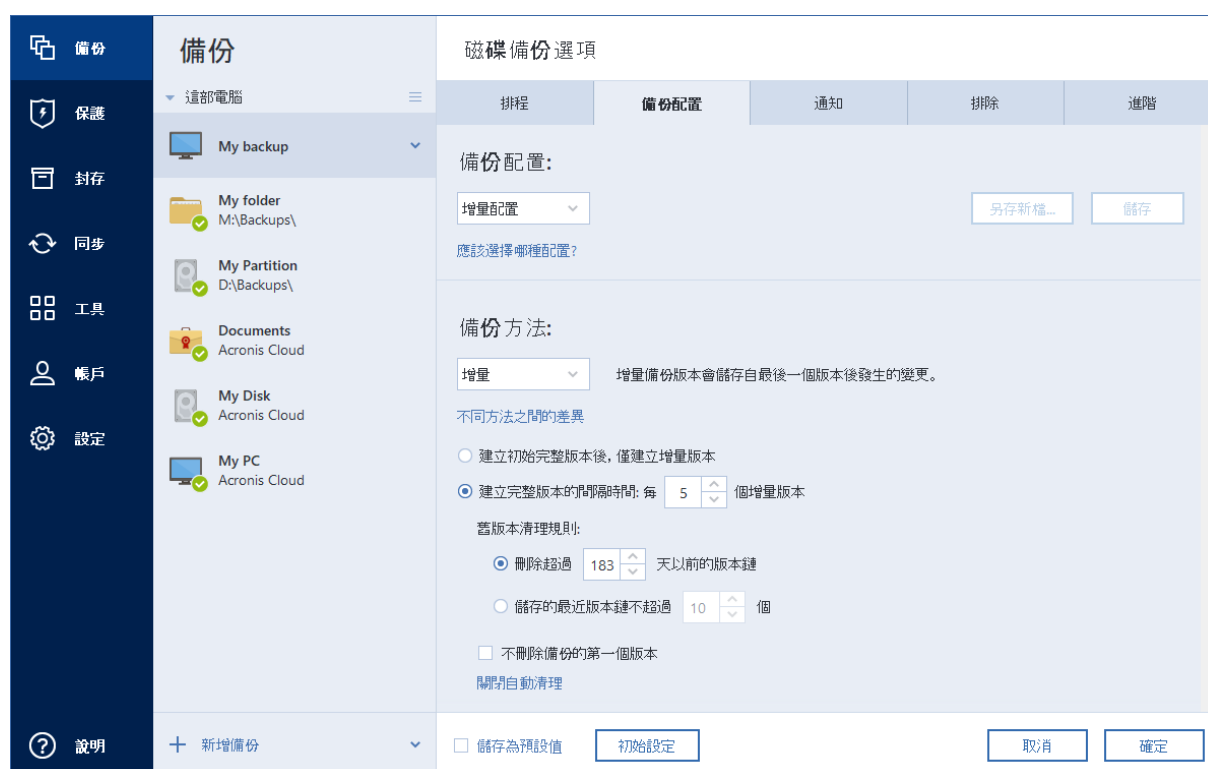 備份
保護
封存
同步
工具
帳戶
設定
說明
備份
這部電腦
My backup
My folder
M:\Backups\
My Partition
D:\Backups\
Documents
Acronis Cloud
My Disk
Acronis Cloud
My PC
Acronis Cloud
新增備份
磁碟備份選項
排程
備份配置
通知
排除
進階
備份配置:
增量配置
另存新檔...
儲存
應該選擇哪種配置?
備份方法:
增量
增量備份版本會儲存自最後一個版本後發生的變更。
不同方法之間的差異
建立初始完整版本後, 僅建立增量版本
建立完整版本的間隔時間: 每 5 個增量版本
舊版本清理規則:
刪除超過 183 天以前的版本鏈
儲存的最近版本鏈不超過 10 個
不刪除備份的第一個版本
關閉自動清理
儲存為預設值
初始設定
取消
確定